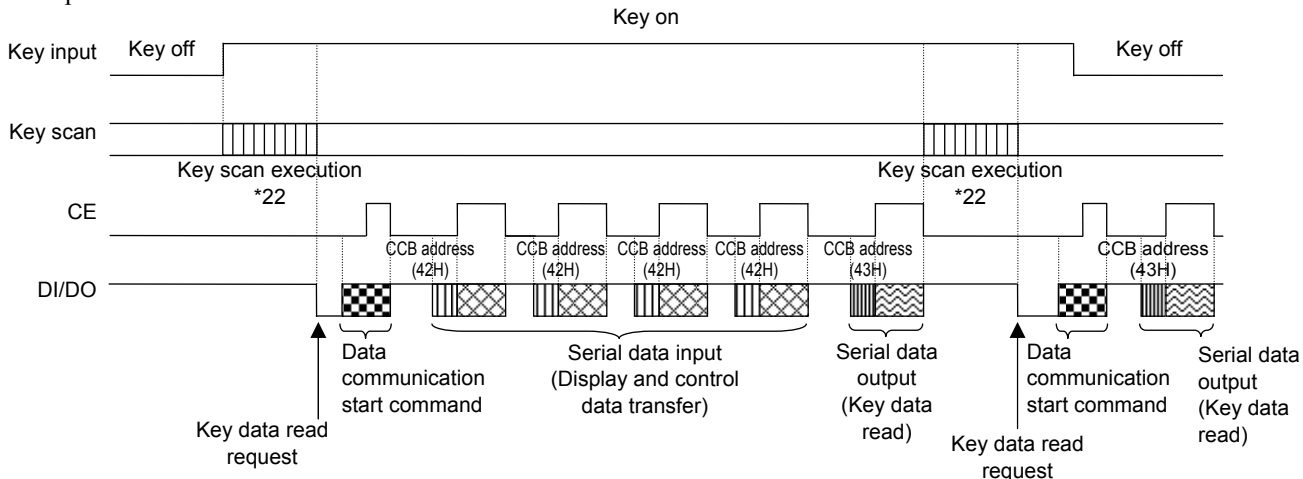 Key on
Key input
Key off
Key off
Key scan
Key scan execution
*22
Key scan execution
*22
CE
CCB address
(42H)
CCB address
(42H)
CCB address
(42H)
CCB address
(42H)
CCB address
(43H)
CCB address
(43H)
DI/DO
Data
communication
start command
Serial data input
(Display and control
data transfer)
Serial data
output
(Key data
read)
Data
communication
start command
Serial data
output
(Key data
read)
Key data read
request
Key data read
request